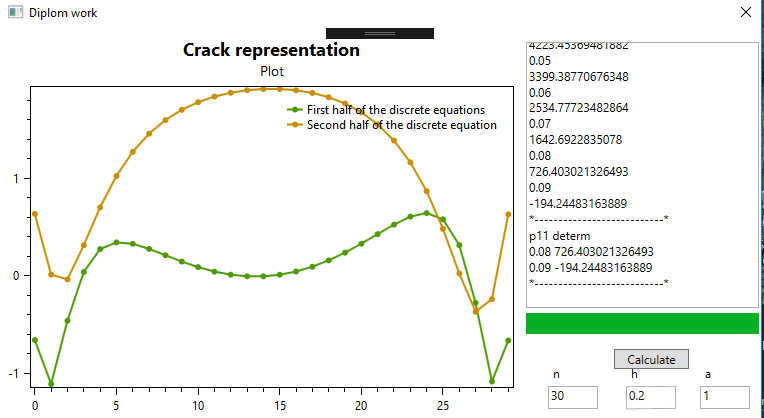 Diplom work
Crack representation
Plot
First half of the discrete equations
Second half of the discrete equation
1
0
-1
0
5
10
15
20
25
4223.45369481882
0.05
3399.38770676348
0.06
2534.77723482864
0.07
1642.6922835078
0.08
726.403021326493
0.09
-194.24483163889
*---------------------------*
p11 determ
0.08 726.403021326493
0.09 -194.24483163889
*---------------------------*
Calculate
n h a
30 0.2 1